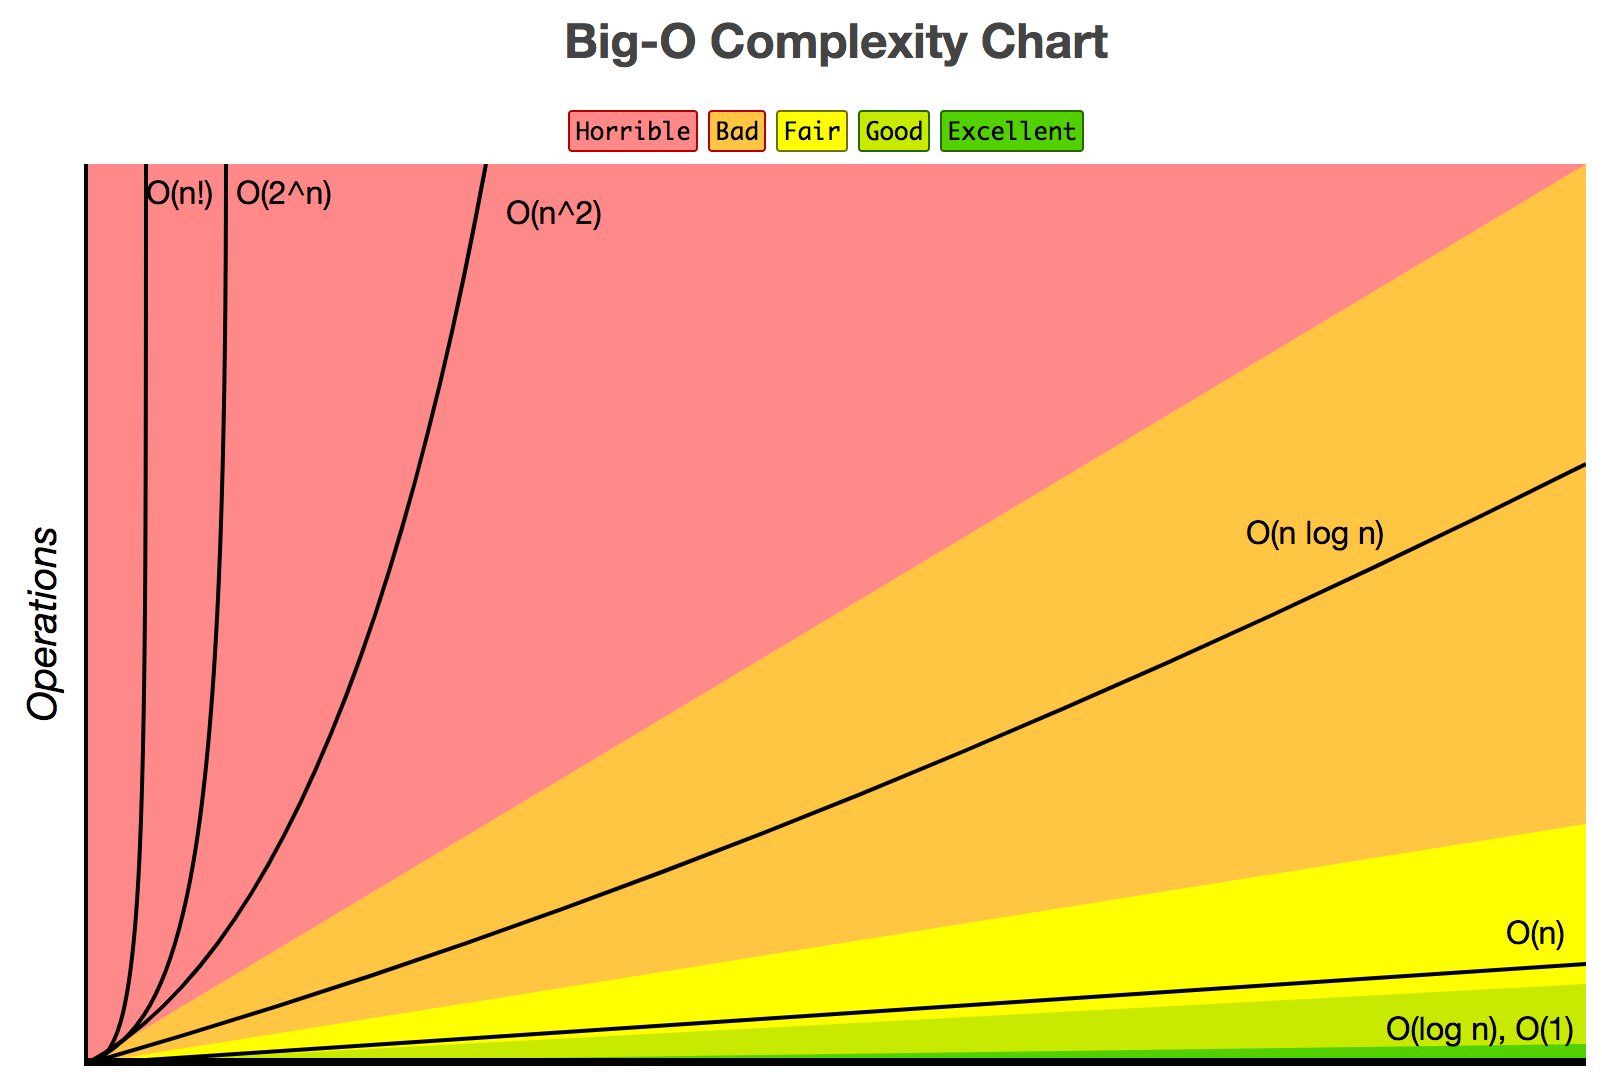 Big-O Complexity Chart
Horrible Bad Fair Good Excellent
O(n!) O(2^n)
O(n^2)
O(n log n)
Operations
O(n)
O(log n), O(1)